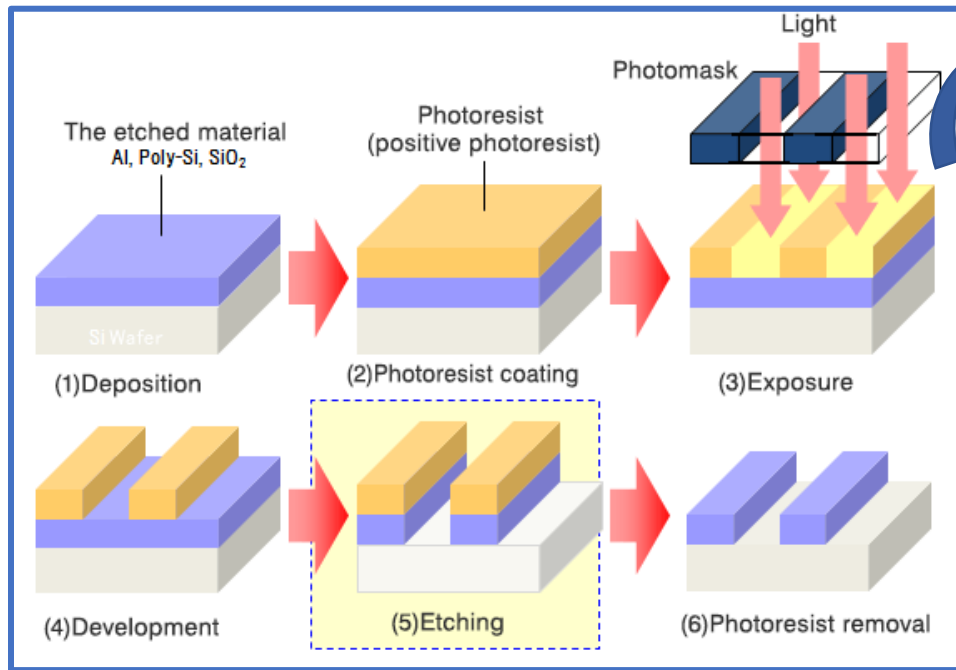 Light
Photomask
The etched material
Al, Poly-Si, SiO₂
Photoresist
(positive photoresist)
Si Wafer
(1)Deposition
(2)Photoresist coating
(3)Exposure
(4)Development
(5)Etching
(6)Photoresist removal